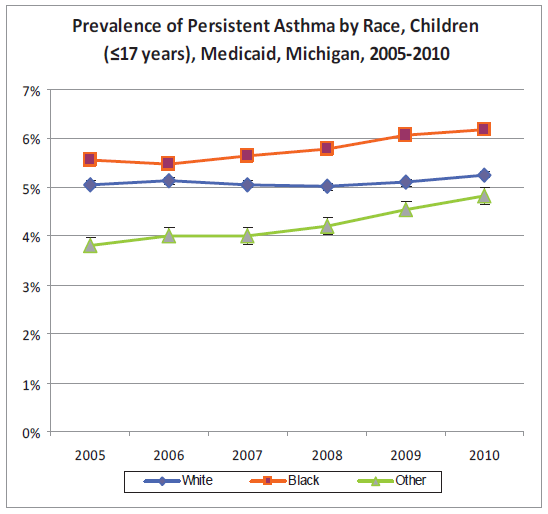 Prevalence of Persistent Asthma by Race, Children
(≤17 years), Medicaid, Michigan, 2005-2010
7%
6%
5%
4%
3%
2%
1%
0%
2005 2006 2007 2008 2009 2010
White Black Other